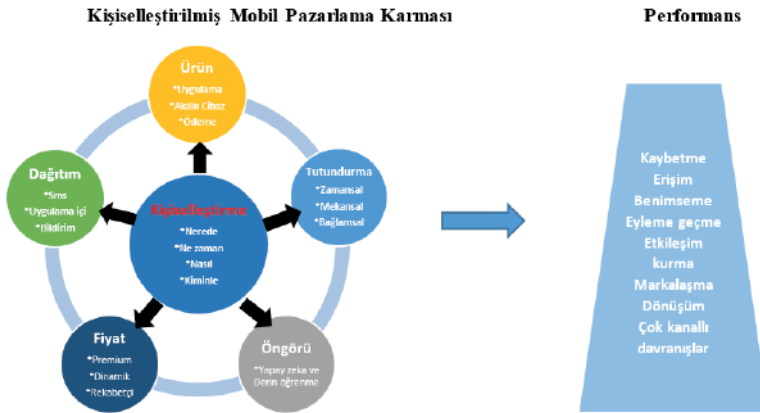 Kişiselleştirilmiş Mobil Pazarlama Karması
Performans
Ürün
*Uygulama
*Akıllı Cihaz
*Ödeme
Dağıtım
*Sms
*Uygulama içi
*Bildirim
Tutundurma
*Zamansal
*Mekansal
*Bağlamsal
Kişiselleştirme
*Nerede
*Ne zaman
*Nasıl
*Kiminle
Fiyat
*Premium
*Dinamik
*Rekabetçi
Öngörü
*Yapay zeka ve
Derin öğrenme
Kaybetme
Erişim
Benimseme
Eyleme geçme
Etkileşim
kurma
Markalaşma
Dönüşüm
Çok kanallı
davranışlar